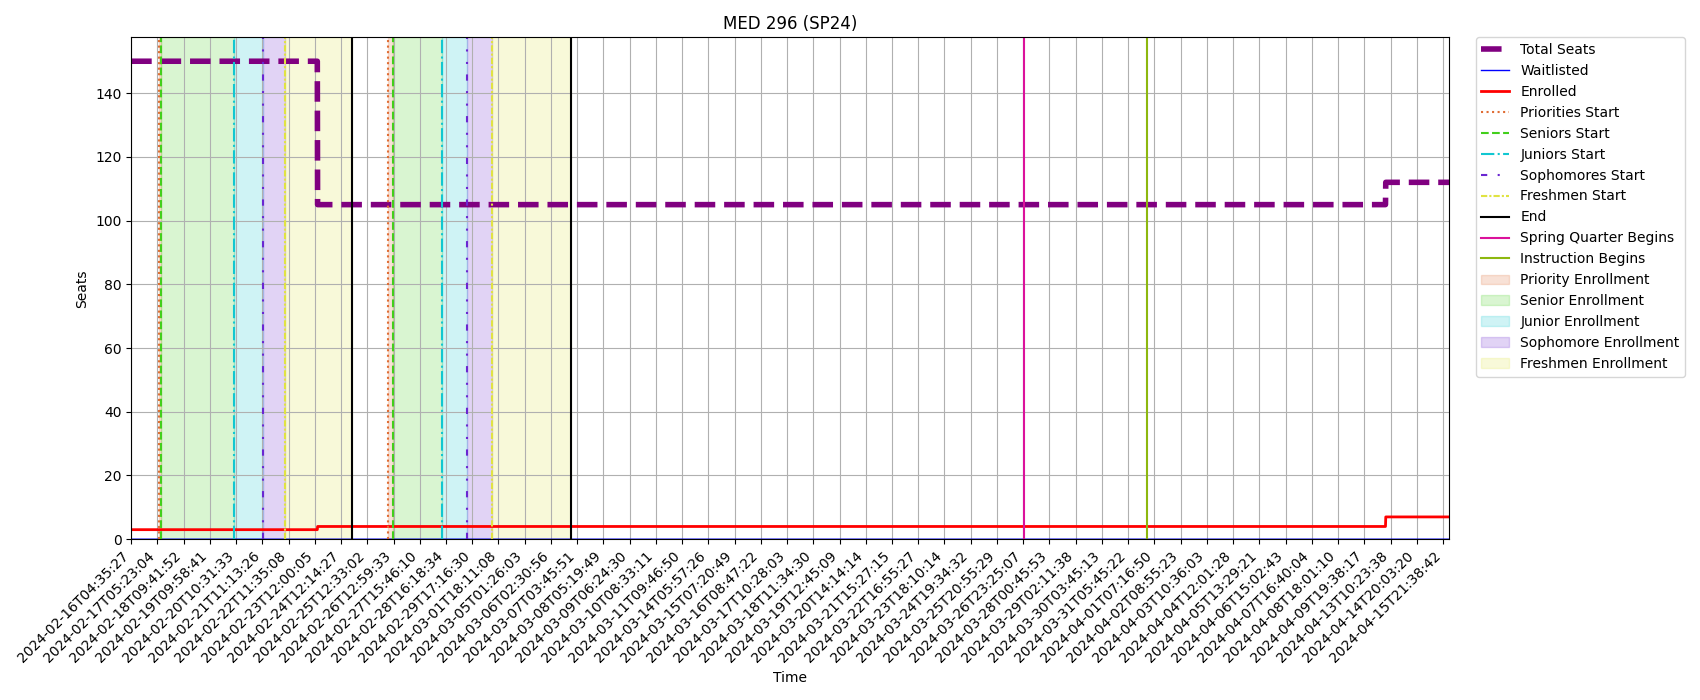 MED 296 (SP24)
Seats
140
120
100
80
60
40
20
0
2024-02-16T04:35:27
2024-02-17T05:23:04
2024-02-18T09:41:52
2024-02-19T09:58:41
2024-02-20T10:31:33
2024-02-21T11:13:26
2024-02-22T11:35:08
2024-02-23T12:00:05
2024-02-24T12:14:27
2024-02-25T12:33:02
2024-02-26T12:59:33
2024-02-27T15:46:10
2024-02-28T16:18:34
2024-02-29T17:16:30
2024-03-01T18:11:08
2024-03-05T01:26:03
2024-03-06T02:30:56
2024-03-07T03:45:51
2024-03-08T05:19:49
2024-03-09T06:24:30
2024-03-10T08:33:11
2024-03-11T09:46:50
2024-03-14T05:57:26
2024-03-15T07:20:49
2024-03-16T08:47:22
2024-03-17T10:28:03
2024-03-18T11:34:30
2024-03-19T12:45:09
2024-03-20T14:14:14
2024-03-21T15:27:15
2024-03-22T16:55:27
2024-03-23T18:10:14
2024-03-24T19:34:32
2024-03-25T20:55:29
2024-03-26T23:25:07
2024-03-28T00:45:53
2024-03-29T02:11:38
2024-03-30T03:45:13
2024-03-31T05:45:22
2024-04-01T07:16:50
2024-04-02T08:55:23
2024-04-03T10:36:03
2024-04-04T12:01:28
2024-04-05T13:29:21
2024-04-06T15:02:43
2024-04-07T16:40:04
2024-04-08T18:01:10
2024-04-09T19:38:17
2024-04-13T10:23:38
2024-04-14T20:03:20
2024-04-15T21:38:42
Time
Total Seats
Waitlisted
Enrolled
Priorities Start
Seniors Start
Juniors Start
Sophomores Start
Freshmen Start
End
Spring Quarter Begins
Instruction Begins
Priority Enrollment
Senior Enrollment
Junior Enrollment
Sophomore Enrollment
Freshmen Enrollment